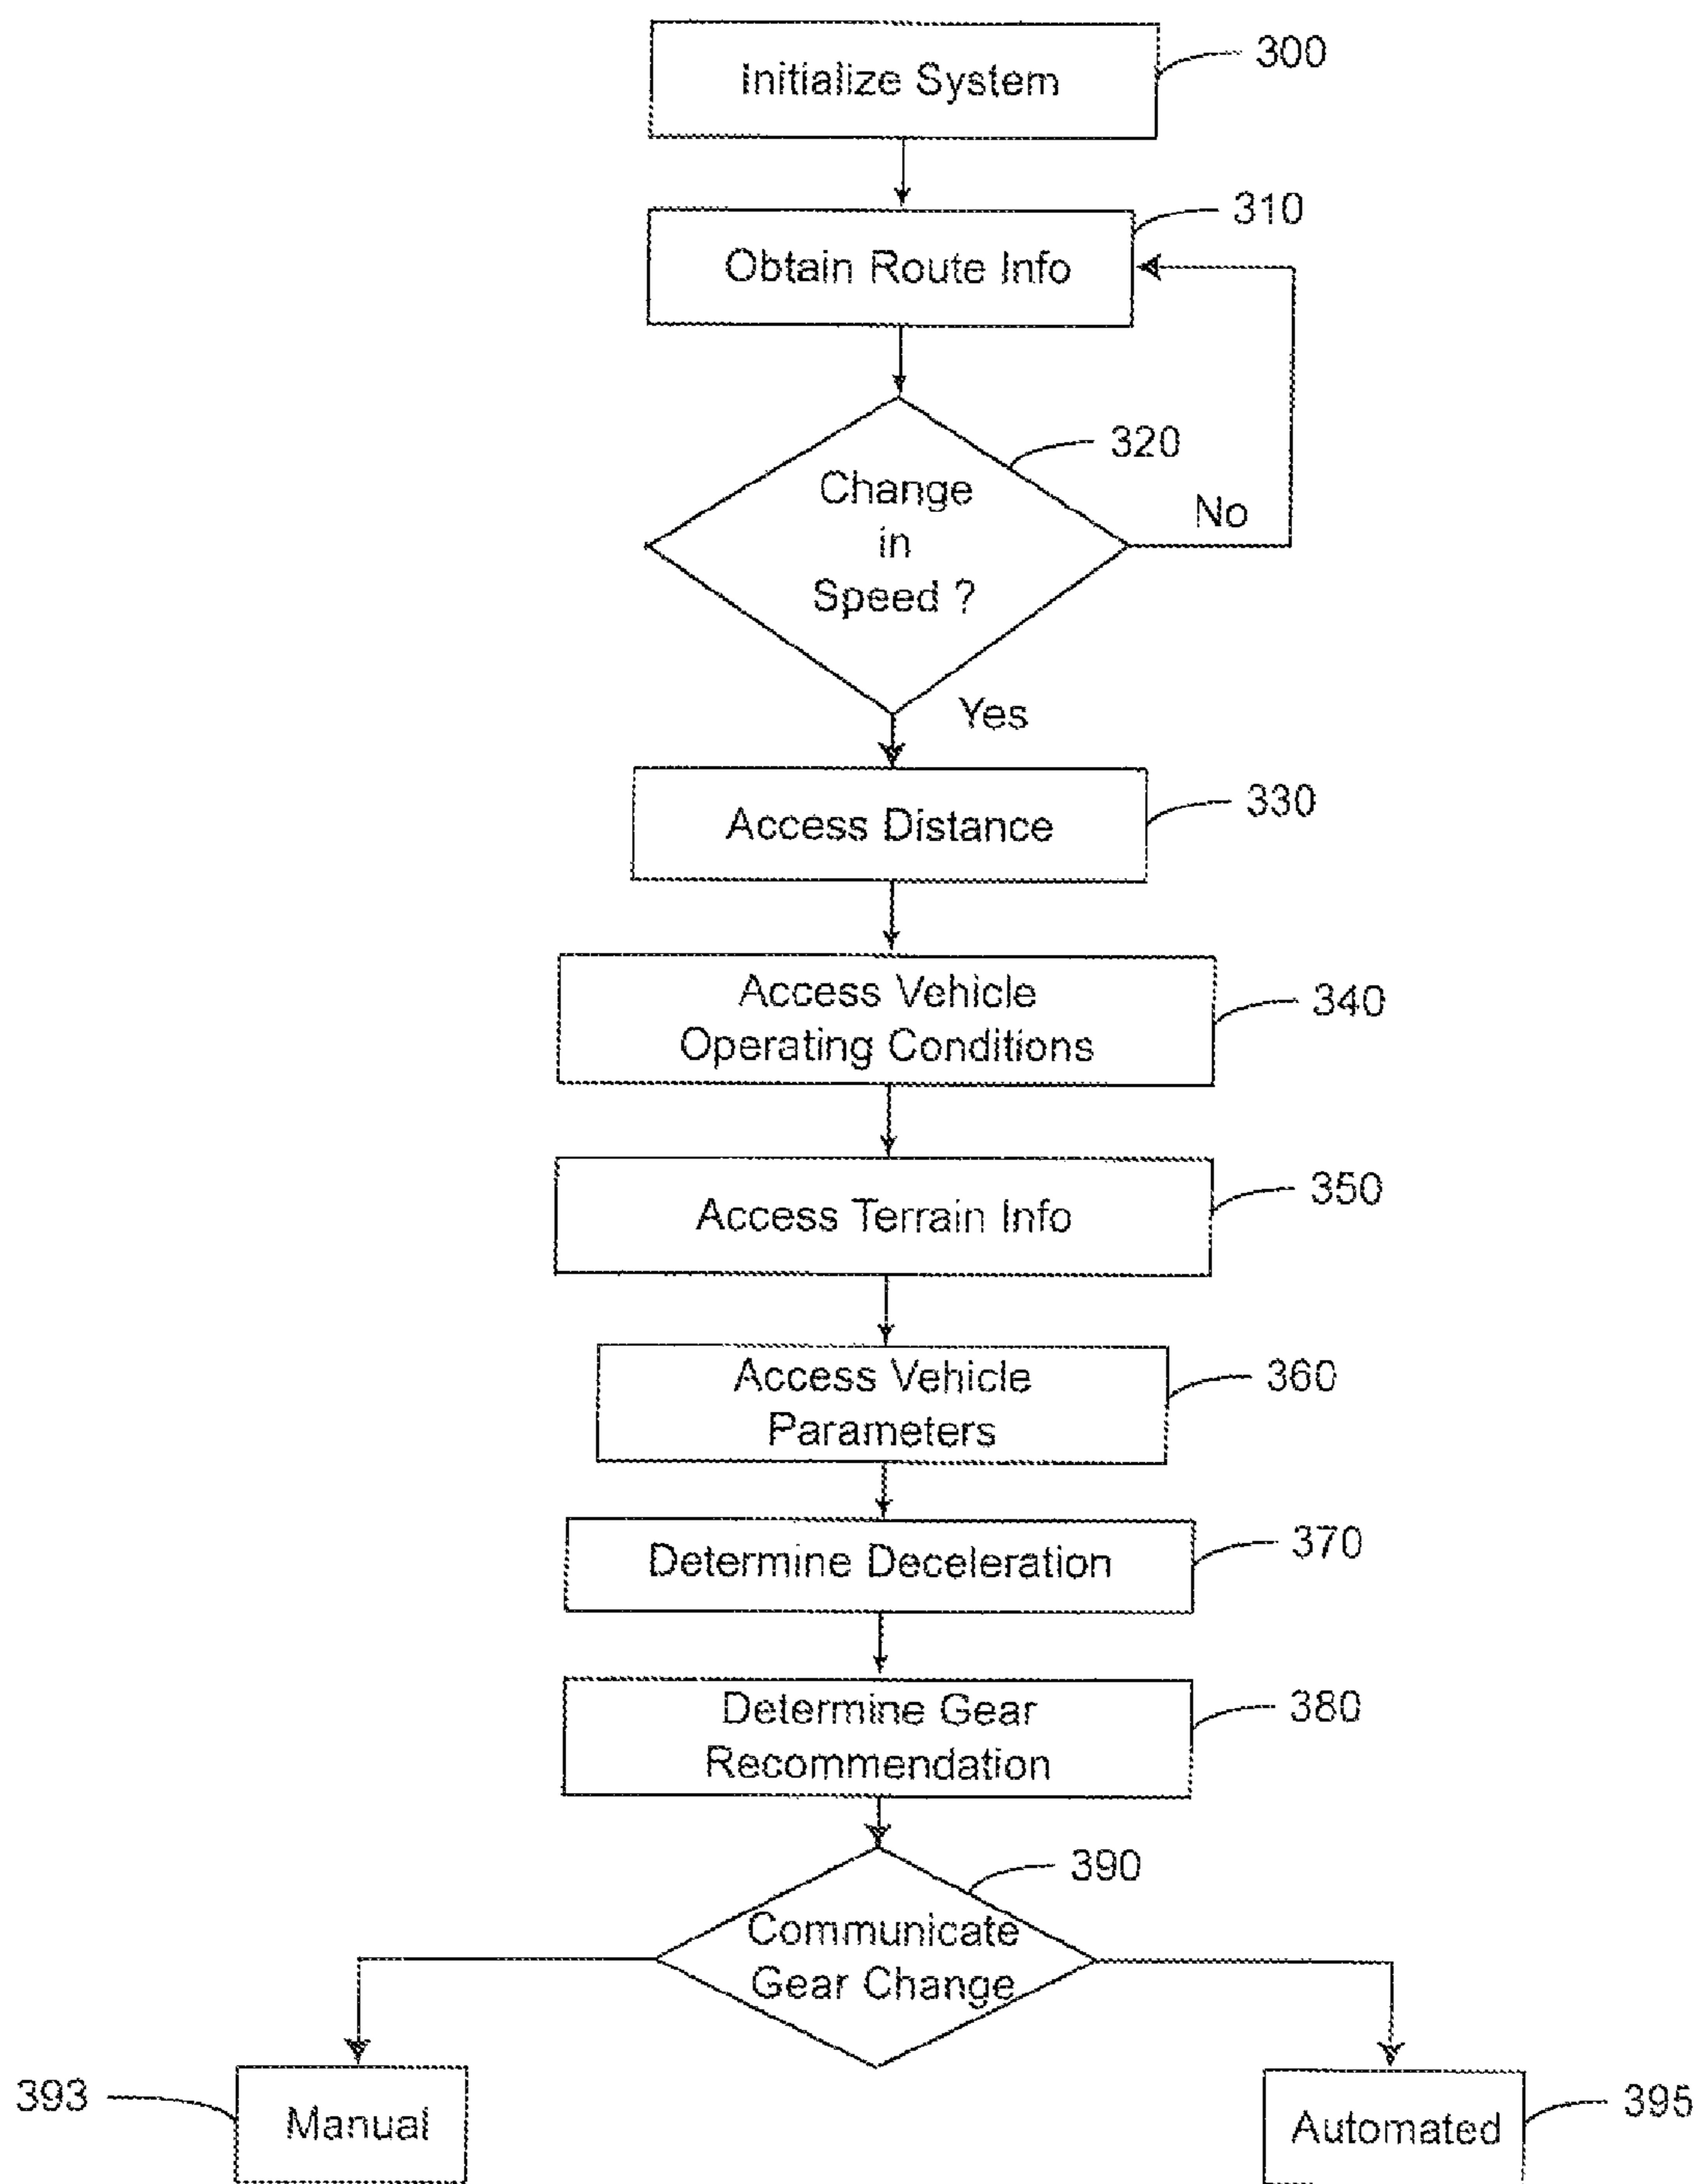 Initialize System
300
310
Obtain Route Info
320
Change
in
Speed ?
No
Yes
330
Access Distance
Access Vehicle
Operating Conditions
340
350
Access Terrain Info
Access Vehicle
Parameters
360
370
Determine Deceleration
Determine Gear
Recommendation
380
390
Communicate
Gear Change
393
Manual
395
Automated